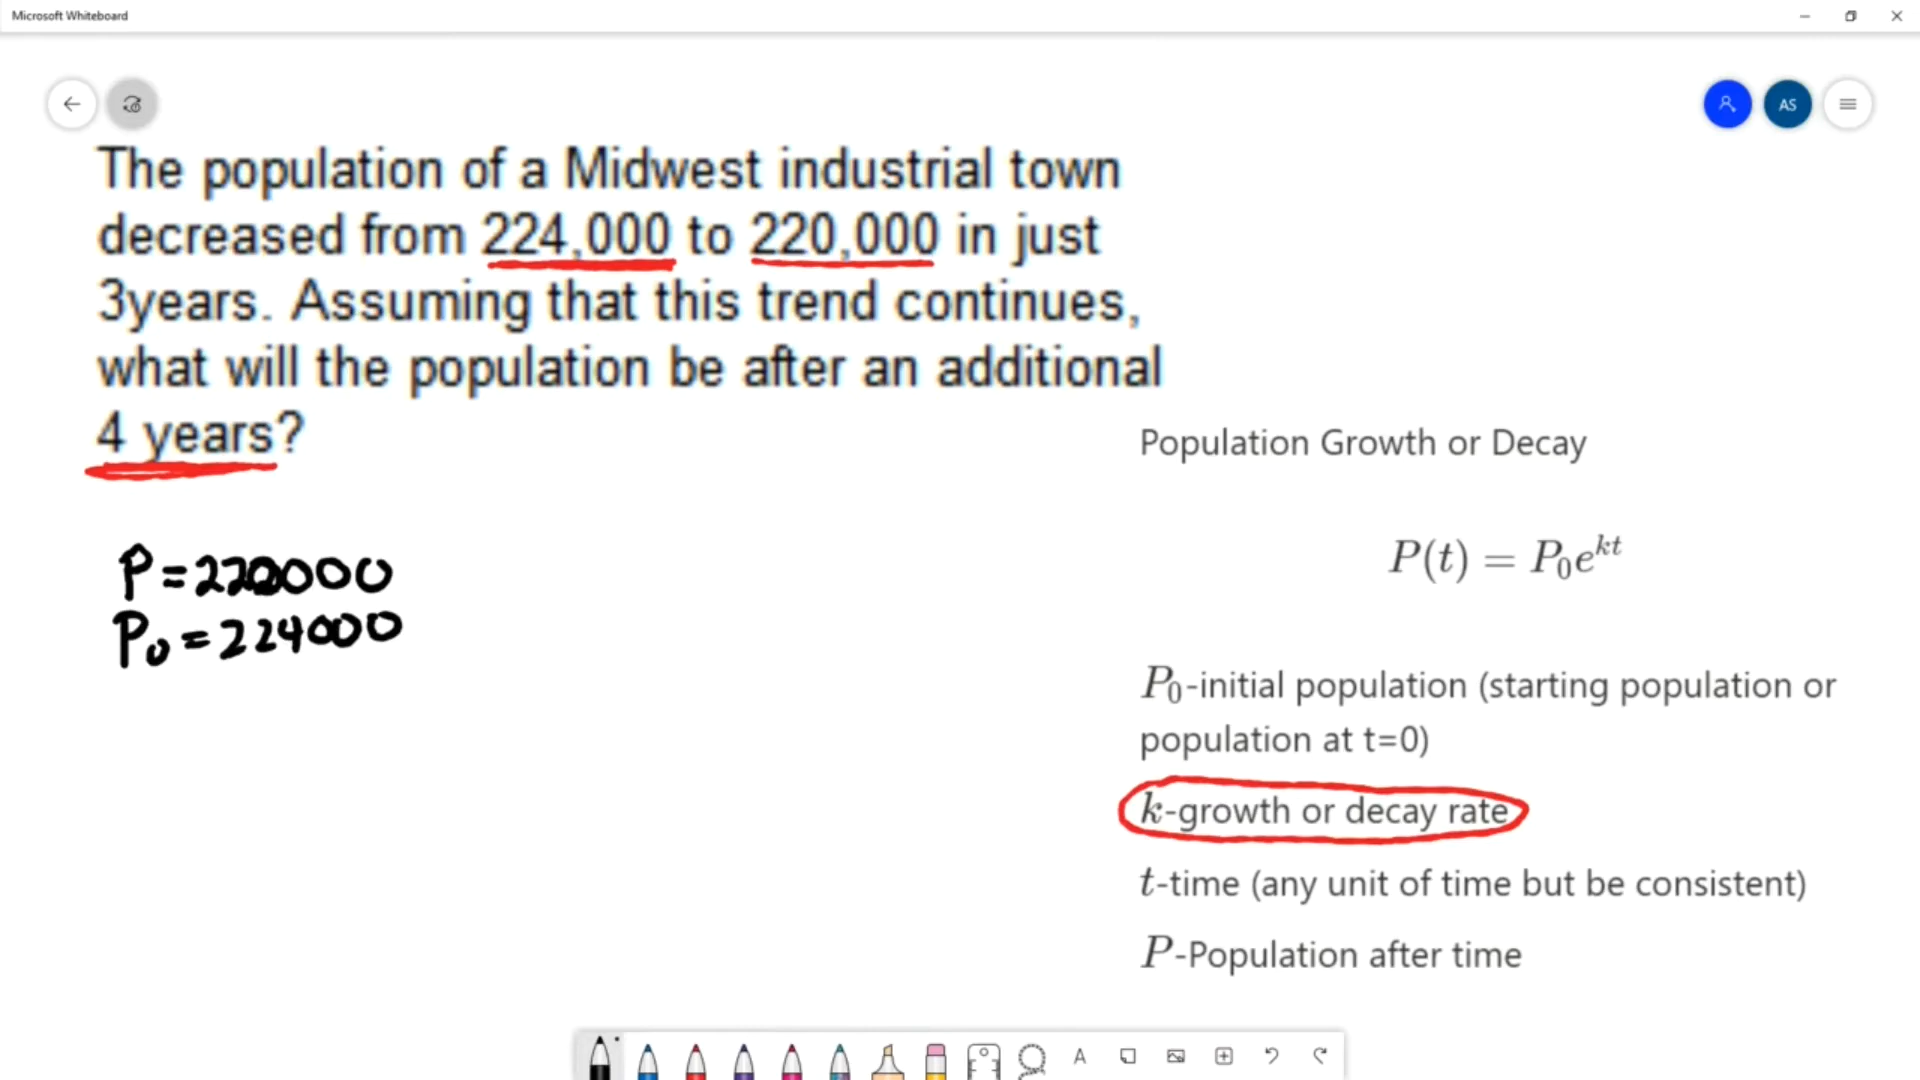 Microsoft Whiteboard
AS
The population of a Midwest industrial town
decreased from 224,000 to 220,000 in just
3years. Assuming that this trend continues,
what will the population be after an additional
4 years?
P=220000
P₀=224000
Population Growth or Decay
P(t) = P₀e^{kt}
P₀-initial population (starting population or
population at t=0)
k-growth or decay rate
t-time (any unit of time but be consistent)
P-Population after time
A